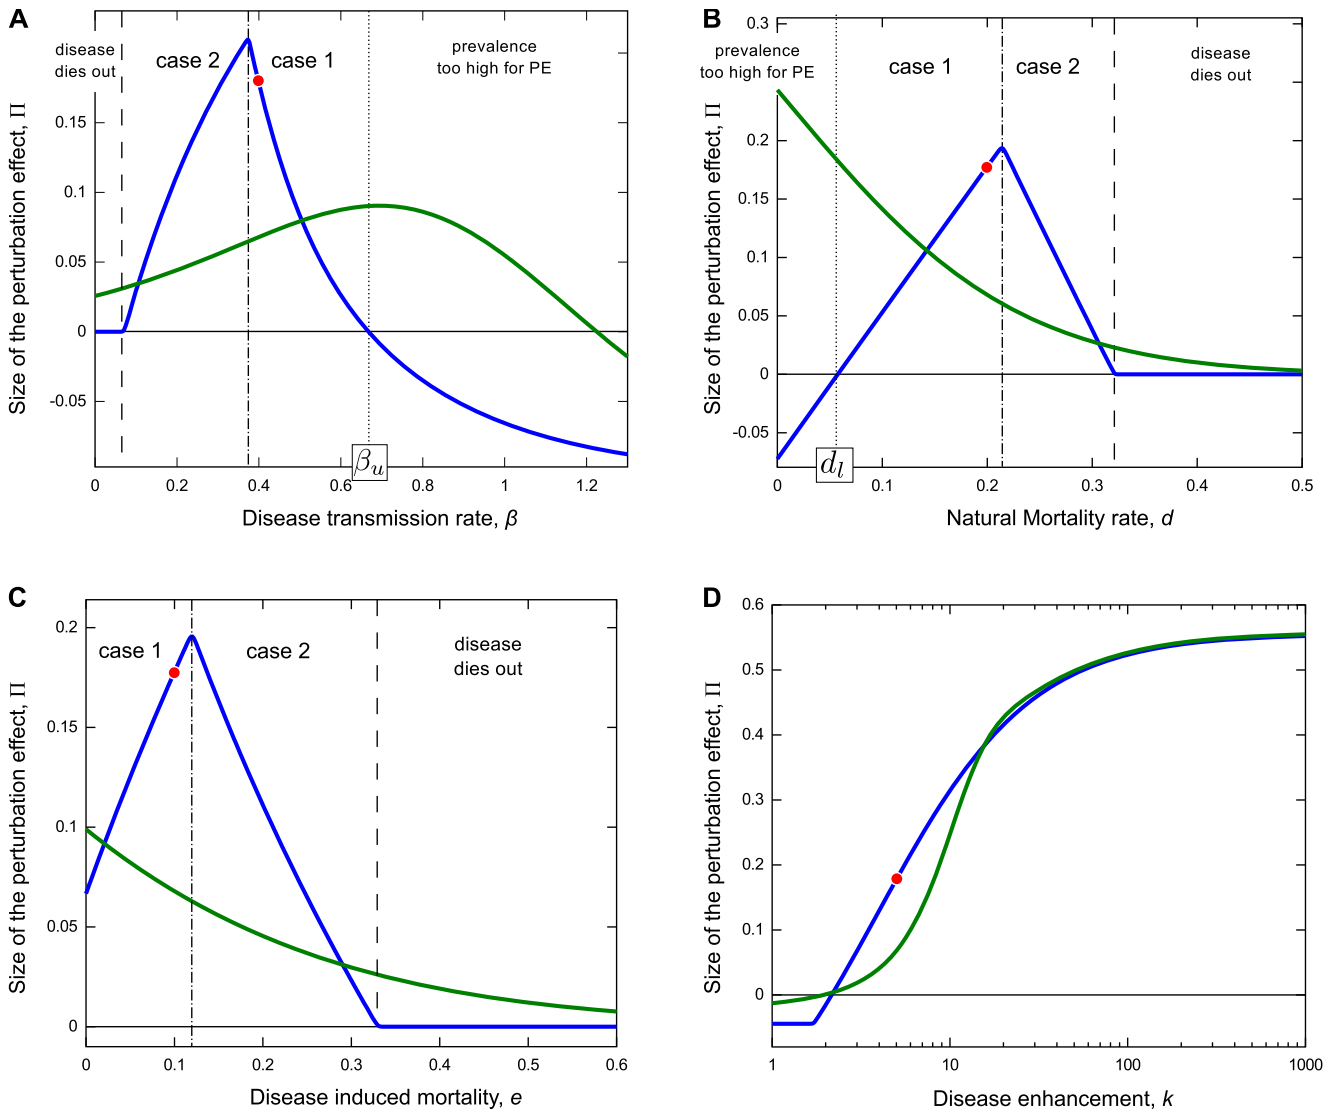 A
disease
dies out
case 2
case 1
prevalence
too high for PE
0.15
0.1
0.05
0
-0.05
Size of the perturbation effect, Π
β_u
0 0.2 0.4 0.6 0.8 1 1.2
Disease transmission rate, β
B
prevalence
too high for PE
case 1
case 2
disease
dies out
0.3
0.2
0.15
0.1
0.05
0
-0.05
Size of the perturbation effect, Π
d_l
0 0.1 0.2 0.3 0.4 0.5
Natural Mortality rate, d
C
case 1
case 2
disease
dies out
0.2
0.15
0.1
0.05
0
Size of the perturbation effect, Π
0 0.1 0.2 0.3 0.4 0.5 0.6
Disease induced mortality, e
D
0.6
0.5
0.4
0.3
0.2
0.1
0
Size of the perturbation effect, Π
1 10 100 1000
Disease enhancement, k